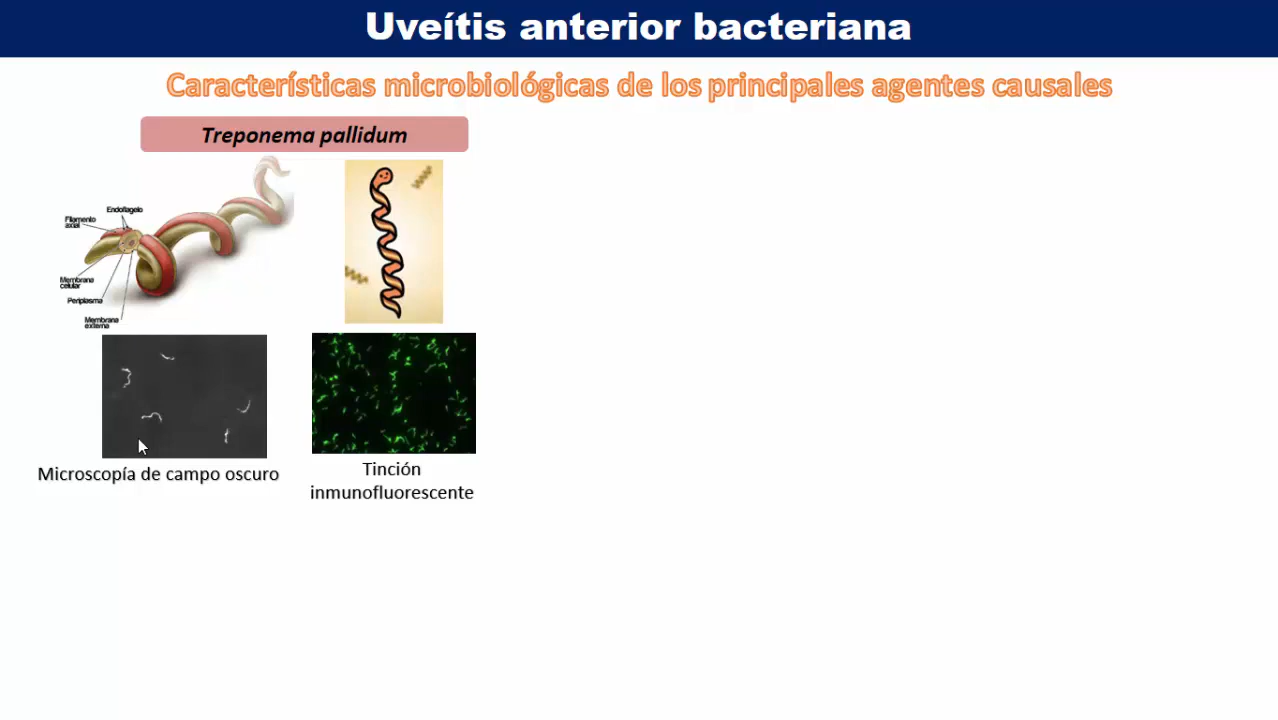 Uveítis anterior bacteriana
Características microbiológicas de los principales agentes causales
Treponema pallidum
Endoflagelo
Filamento
axial
Membrana
celular
Periplasma
Membrana
externa
Microscopía de campo oscuro
Tinción
inmunofluorescente